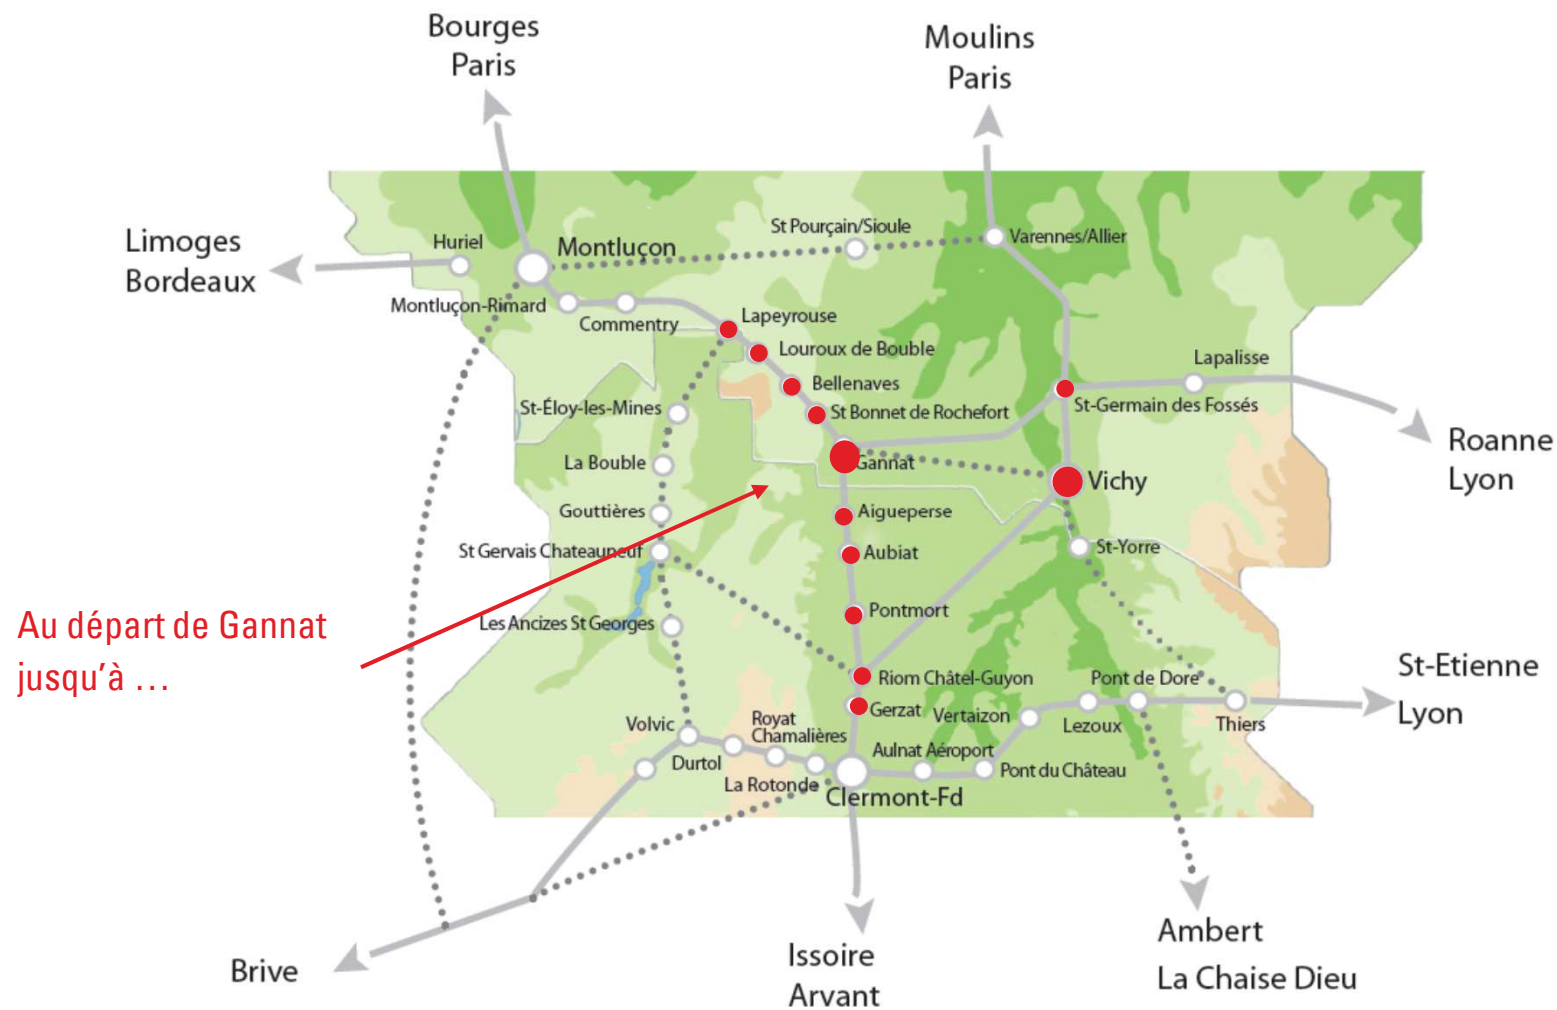 Bourges
Paris
Moulins
Paris
Limoges
Bordeaux
Huriel
Montluçon
St Pourçain/Sioule
Varennes/Allier
Montluçon-Rimard
Commentry
Lapeyrouse
Louroux de Bouble
Lapalisse
Bellenaves
St-Éloy-les-Mines
St Bonnet de Rochefort
St-Germain des Fossés
Roanne
Lyon
La Bouble
Gannat
Vichy
Gouttières
Aigueperse
St Gervais Chateauneuf
Aubiat
St-Yorre
Au départ de Gannat
jusqu'à ...
Les Ancizes St Georges
Pontmort
Riom Châtel-Guyon
Pont de Dore
St-Etienne
Lyon
Gerzat
Vertaizon
Lezoux
Thiers
Volvic
Royat
Chamalières
Durtol
La Rotonde
Aulnat Aéroport
Pont du Château
Clermont-Fd
Brive
Issoire
Arvant
Ambert
La Chaise Dieu